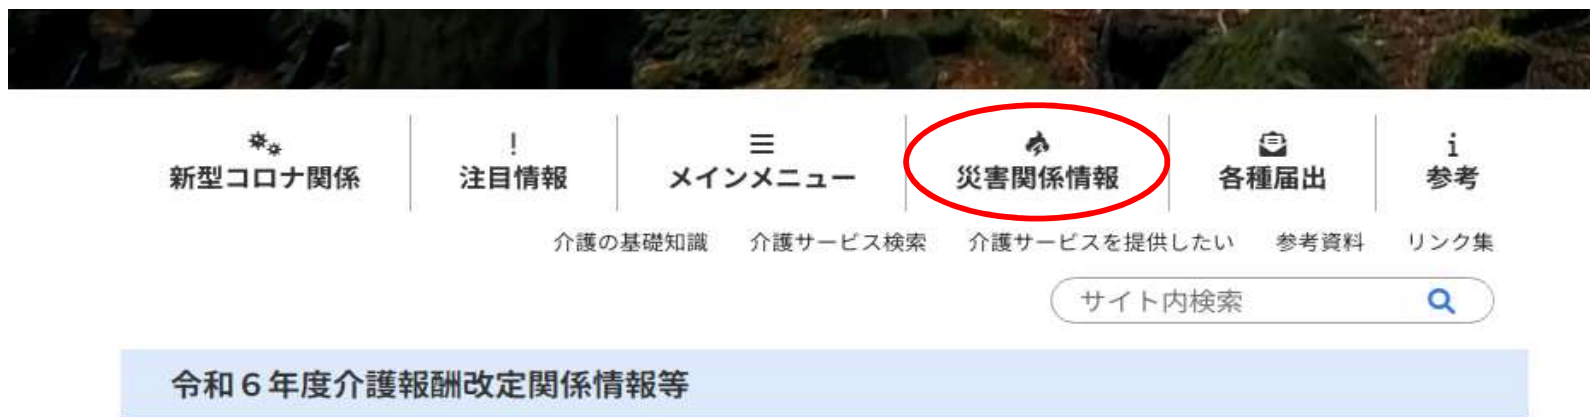 新型コロナ関係
! 注目情報
メインメニュー
災害関係情報
各種届出
i 参考
介護の基礎知識 介護サービス検索 介護サービスを提供したい 参考資料 リンク集
サイト内検索
令和６年度介護報酬改定関係情報等